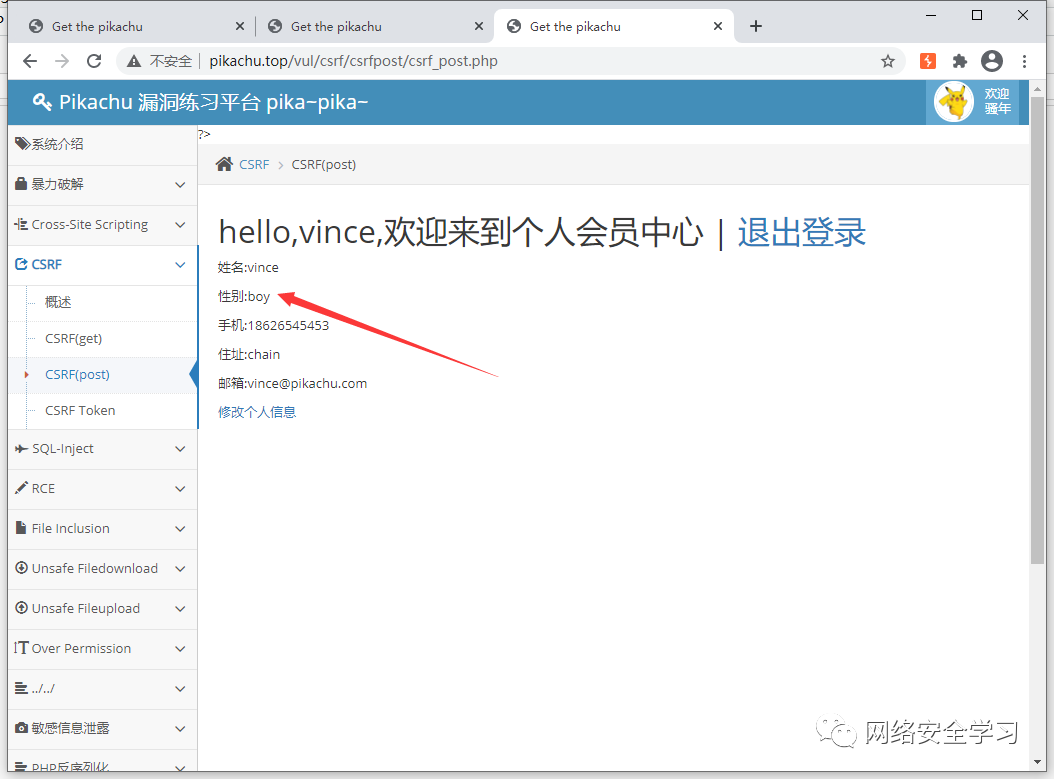 Get the pikachu
Get the pikachu
Get the pikachu
不安全 | pikachu.top/vul/csrf/csrfpost/csrf_post.php
Pikachu 漏洞练习平台 pika~pika~
欢迎
骚年
系统介绍
暴力破解
Cross-Site Scripting
CSRF
概述
CSRF(get)
CSRF(post)
CSRF Token
SQL-Inject
RCE
File Inclusion
Unsafe Filedownload
Unsafe Fileupload
Over Permission
../../
敏感信息泄露
PHP反序列化
?>
CSRF > CSRF(post)
hello,vince,欢迎来到个人会员中心 | 退出登录
姓名:vince
性别:boy
手机:18626545453
住址:chain
邮箱:vince@pikachu.com
修改个人信息
网络安全学习